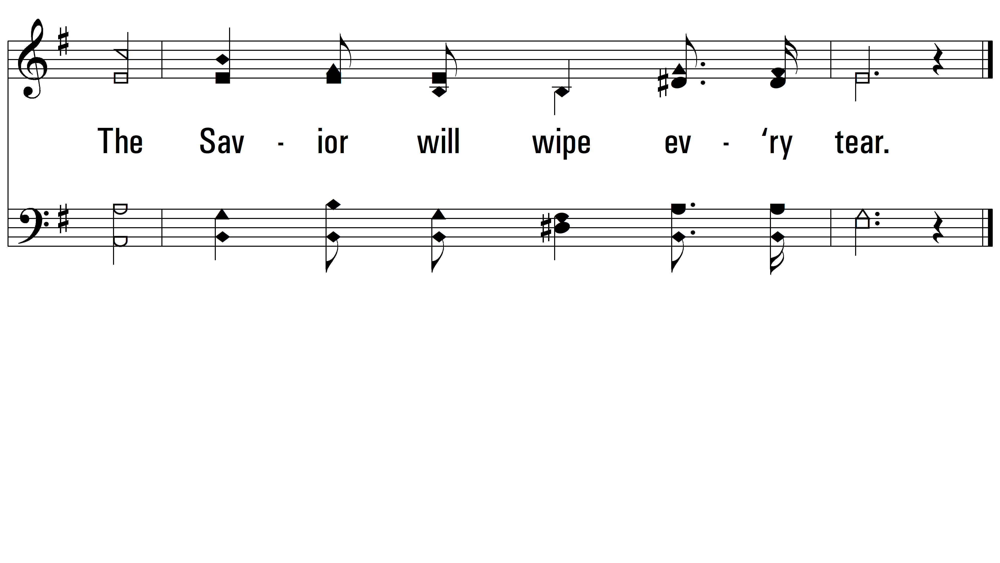 The Sav - ior will wipe ev - ‘ry tear.